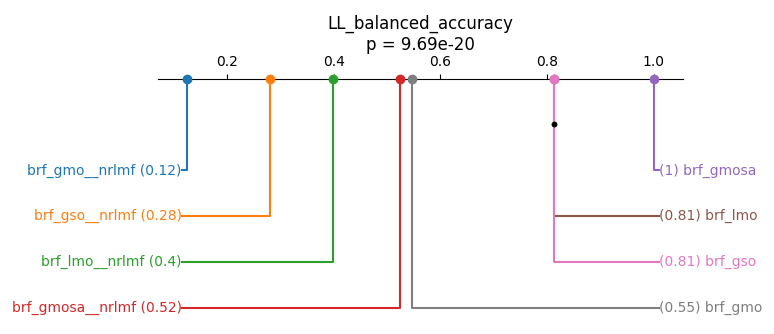 LL_balanced_accuracy
p = 9.69e-20
0.2 0.4 0.6 0.8 1.0
brf_gmo__nrlmf (0.12)
(1) brf_gmosa
brf_gso__nrlmf (0.28)
(0.81) brf_lmo
brf_lmo__nrlmf (0.4)
(0.81) brf_gso
brf_gmosa__nrlmf (0.52)
(0.55) brf_gmo